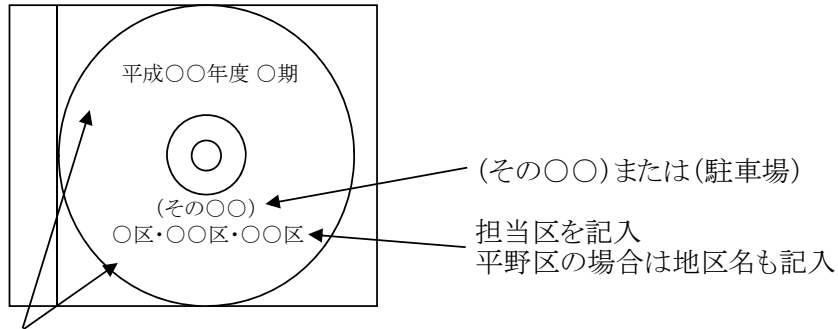 平成○○年度 ○期
(その○○)
○区・○○区・○○区
(その○○)または(駐車場)
担当区を記入
平野区の場合は地区名も記入